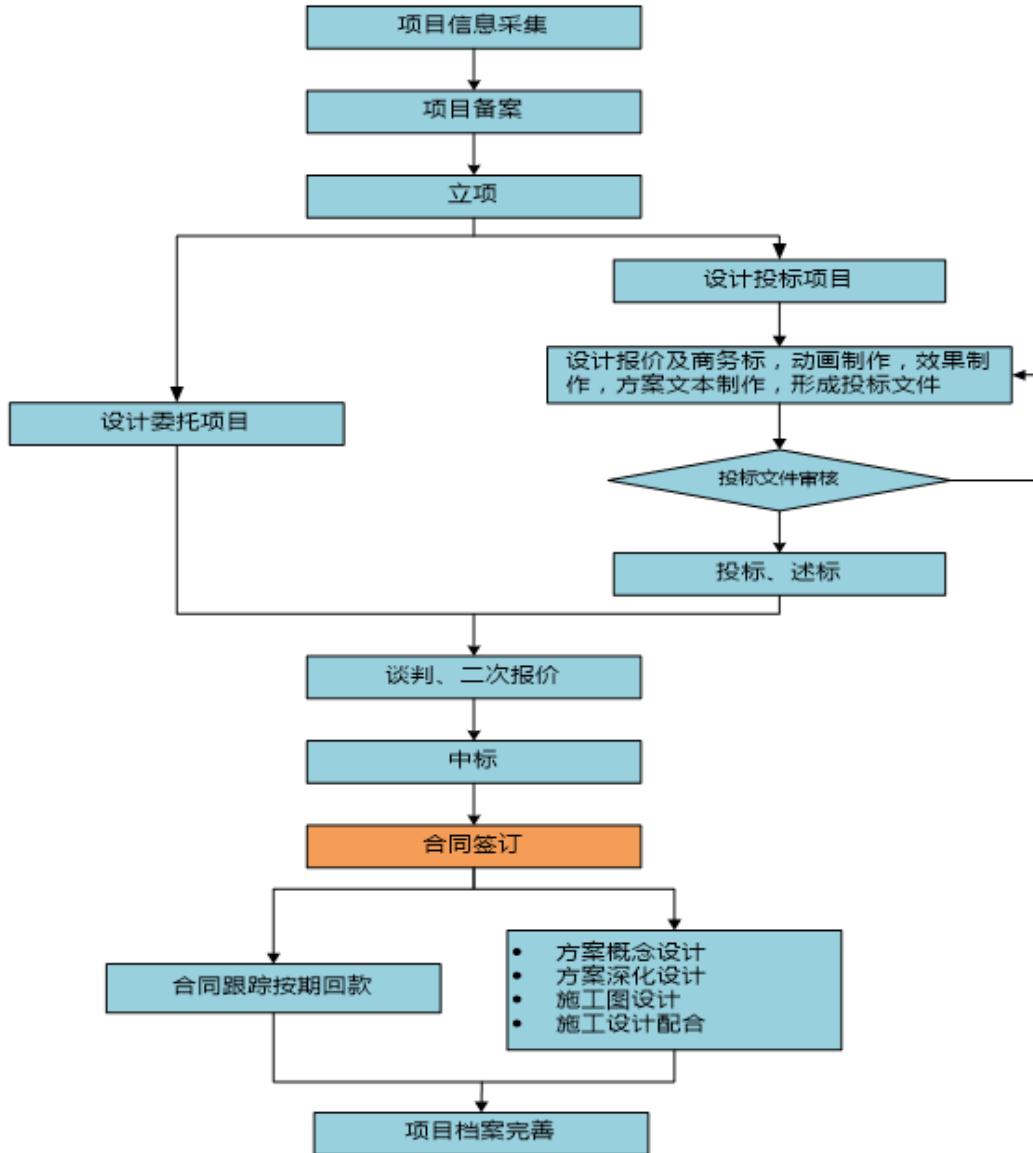 项目信息采集
项目备案
立项
设计投标项目
设计报价及商务标，动画制作，效果制
作，方案文本制作，形成投标文件
设计委托项目
投标文件审核
投标、述标
谈判、二次报价
中标
合同签订
合同跟踪按期回款
• 方案概念设计
• 方案深化设计
• 施工图设计
• 施工设计配合
项目档案完善